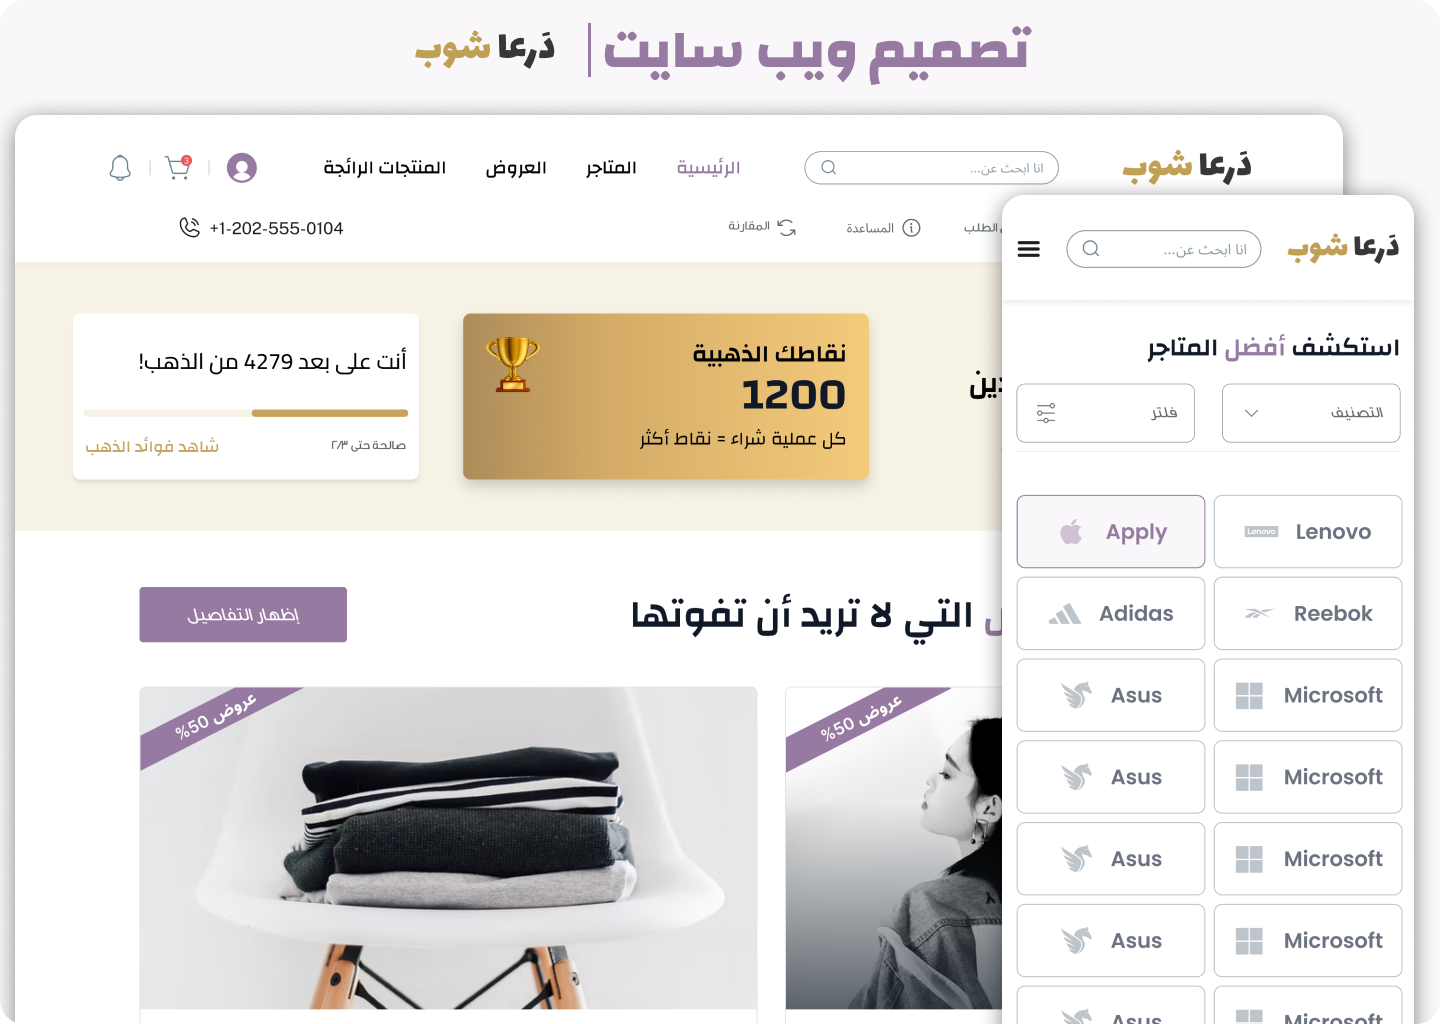 تصميم ويب سايت | دَرعا شوب
دَرعا شوب
انا ابحث عن...
الرئيسية
المتاجر
العروض
المنتجات الرائجة
3
الطلب
المساعدة
المقارنة
+1-202-555-0104
نقاطك الذهبية
1200
كل عملية شراء = نقاط أكثر
أنت على بعد 4279 من الذهب!
صالحة حتى ٢/٣
شاهد فوائد الذهب
التي لا تريد أن تفوتها
إظهار التفاصيل
عروض 50%
عروض 50%
دَرعا شوب
انا ابحث عن...
استكشف أفضل المتاجر
التصنيف
فلتر
Apply
Lenovo
Lenovo
Adidas
Reebok
Asus
Microsoft
Asus
Microsoft
Asus
Microsoft
Asus
Microsoft
Asus
Microsoft